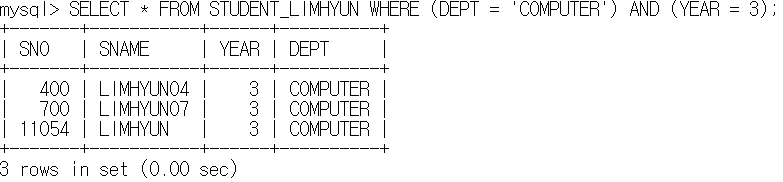 mysql> SELECT * FROM STUDENT_LIMHYUN WHERE (DEPT = 'COMPUTER') AND (YEAR = 3);
+-------+-----------+------+----------+
| SNO   | SNAME     | YEAR | DEPT     |
+-------+-----------+------+----------+
|   400 | LIMHYUN04 |    3 | COMPUTER |
|   700 | LIMHYUN07 |    3 | COMPUTER |
| 11054 | LIMHYUN   |    3 | COMPUTER |
+-------+-----------+------+----------+
3 rows in set (0.00 sec)